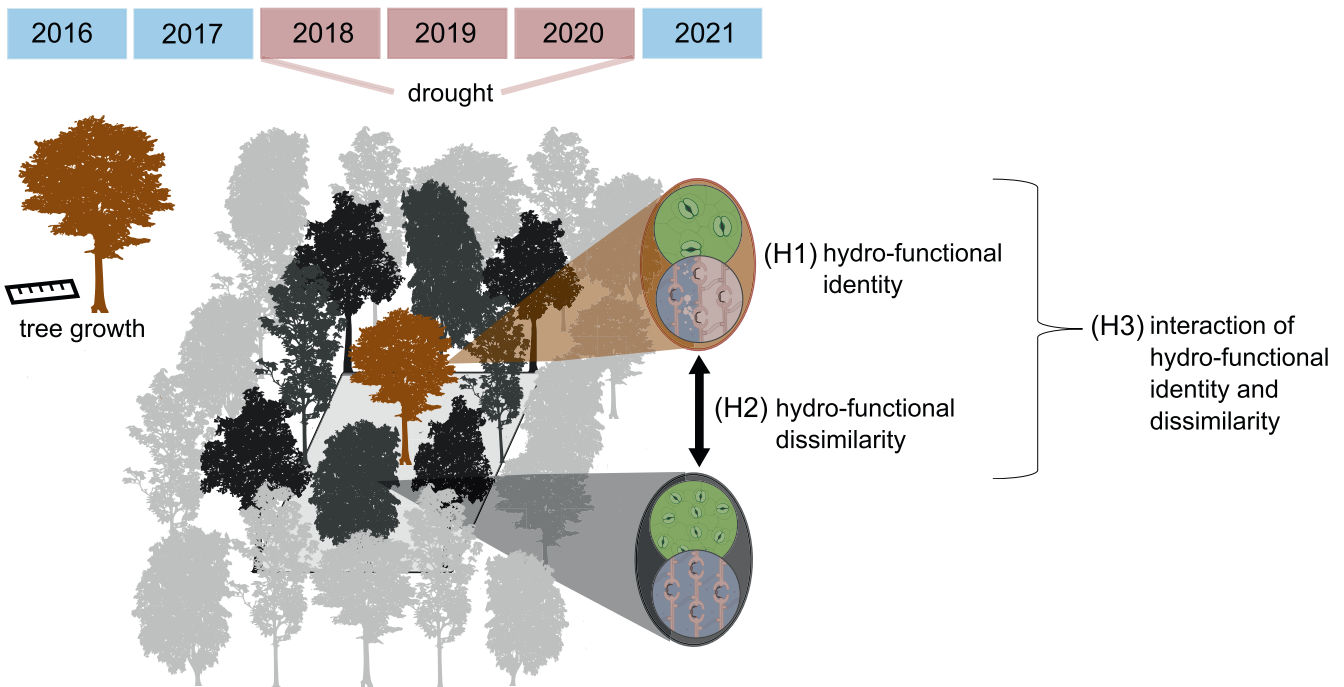 2016 2017 2018 2019 2020 2021
drought
tree growth
(H1) hydro-functional
identity
(H2) hydro-functional
dissimilarity
(H3) interaction of
hydro-functional
identity and
dissimilarity